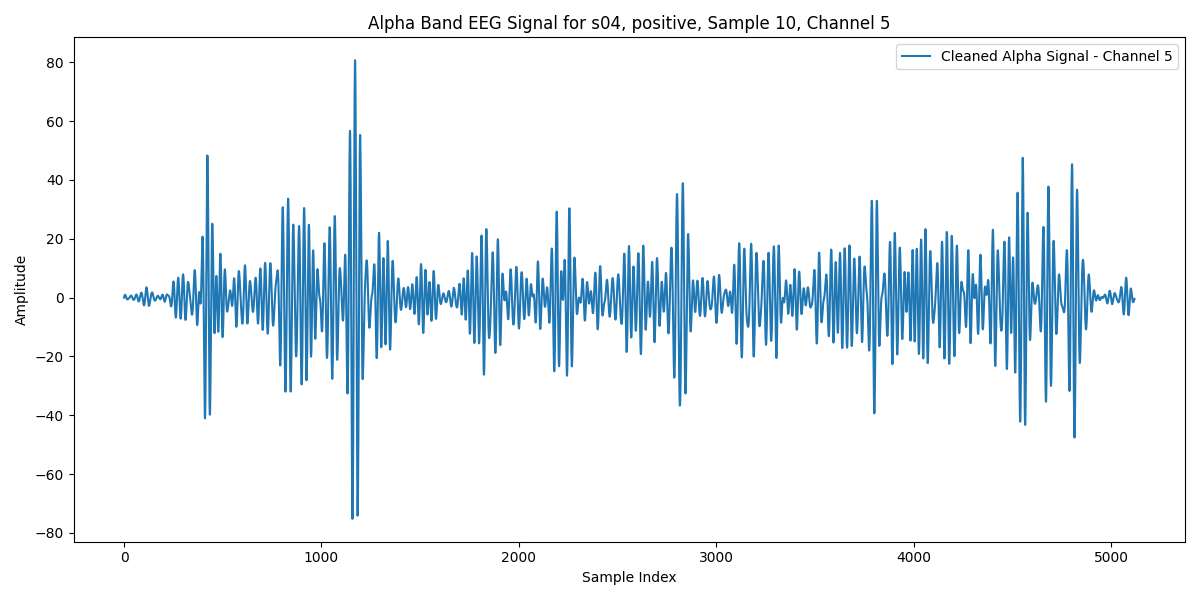 Alpha Band EEG Signal for s04, positive, Sample 10, Channel 5
Cleaned Alpha Signal - Channel 5
Amplitude
80
60
40
20
0
−20
−40
−60
−80
0 1000 2000 3000 4000 5000
Sample Index